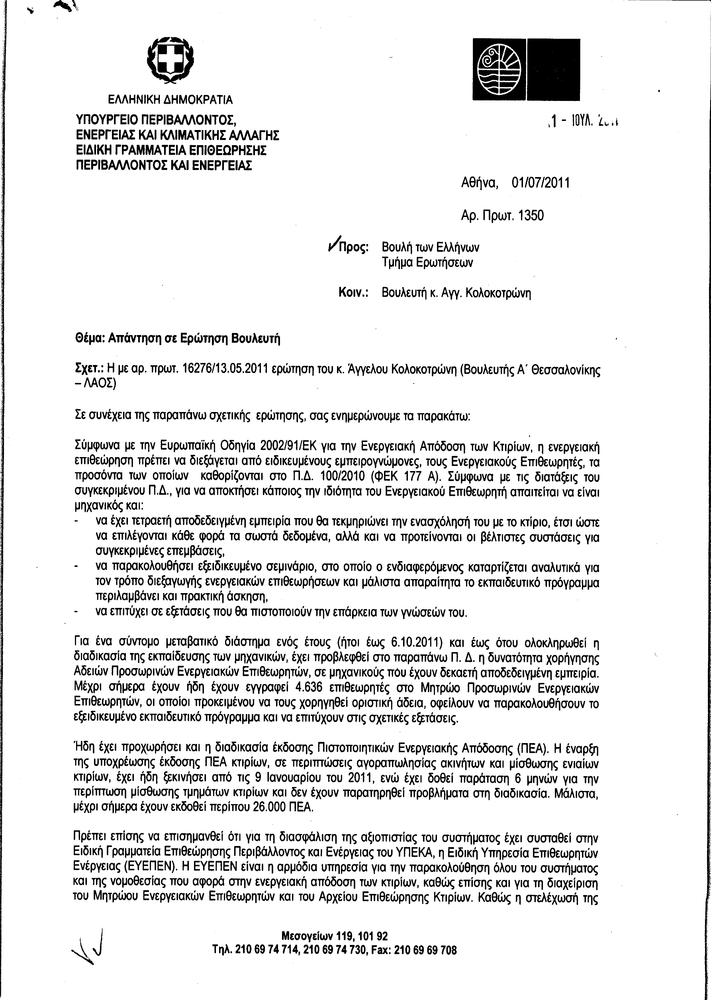 ΕΛΛΗΝΙΚΗ ΔΗΜΟΚΡΑΤΙΑ
ΥΠΟΥΡΓΕΙΟ ΠΕΡΙΒΑΛΛΟΝΤΟΣ,
ΕΝΕΡΓΕΙΑΣ ΚΑΙ ΚΛΙΜΑΤΙΚΗΣ ΑΛΛΑΓΗΣ
ΕΙΔΙΚΗ ΓΡΑΜΜΑΤΕΙΑ ΕΠΙΘΕΩΡΗΣΗΣ
ΠΕΡΙΒΑΛΛΟΝΤΟΣ ΚΑΙ ΕΝΕΡΓΕΙΑΣ
1 - ΙΟΥΛ.
Αθήνα, 01/07/2011
Αρ. Πρωτ. 1350
Προς: Βουλή των Ελλήνων
Τμήμα Ερωτήσεων
Κοιν.: Βουλευτή κ. Αγγ. Κολοκοτρώνη
Θέμα: Απάντηση σε Ερώτηση Βουλευτή
Σχετ.: Η με αρ. πρωτ. 16276/13.05.2011 ερώτηση του κ. Άγγελου Κολοκοτρώνη (Βουλευτής Α΄ Θεσσαλονίκης
– ΛΑΟΣ)
Σε συνέχεια της παραπάνω σχετικής ερώτησης, σας ενημερώνουμε τα παρακάτω:
Σύμφωνα με την Ευρωπαϊκή Οδηγία 2002/91/ΕΚ για την Ενεργειακή Απόδοση των Κτιρίων, η ενεργειακή
επιθεώρηση πρέπει να διεξάγεται από ειδικευμένους εμπειρογνώμονες, τους Ενεργειακούς Επιθεωρητές, τα
προσόντα των οποίων καθορίζονται στο Π.Δ. 100/2010 (ΦΕΚ 177 Α). Σύμφωνα με τις διατάξεις του
συγκεκριμένου Π.Δ., για να αποκτήσει κάποιος την ιδιότητα του Ενεργειακού Επιθεωρητή απαιτείται να είναι
μηχανικός και:
- να έχει τετραετή αποδεδειγμένη εμπειρία που θα τεκμηριώνει την ενασχόλησή του με το κτίριο, έτσι ώστε
να επιλέγονται κάθε φορά τα σωστά δεδομένα, αλλά και να προτείνονται οι βέλτιστες συστάσεις για
συγκεκριμένες επεμβάσεις,
- να παρακολουθήσει εξειδικευμένο σεμινάριο, στο οποίο ο ενδιαφερόμενος καταρτίζεται αναλυτικά για
τον τρόπο διεξαγωγής ενεργειακών επιθεωρήσεων και μάλιστα απαραίτητα το εκπαιδευτικό πρόγραμμα
περιλαμβάνει και πρακτική άσκηση,
- να επιτύχει σε εξετάσεις που θα πιστοποιούν την επάρκεια των γνώσεών του.
Για ένα σύντομο μεταβατικό διάστημα ενός έτους (ήτοι έως 6.10.2011) και έως ότου ολοκληρωθεί η
διαδικασία της εκπαίδευσης των μηχανικών, έχει προβλεφθεί στο παραπάνω Π. Δ. η δυνατότητα χορήγησης
Αδειών Προσωρινών Ενεργειακών Επιθεωρητών, σε μηχανικούς που έχουν δεκαετή αποδεδειγμένη εμπειρία.
Μέχρι σήμερα έχουν ήδη έχουν εγγραφεί 4.636 επιθεωρητές στο Μητρώο Προσωρινών Ενεργειακών
Επιθεωρητών, οι οποίοι προκειμένου να τους χορηγηθεί οριστική άδεια, οφείλουν να παρακολουθήσουν το
εξειδικευμένο εκπαιδευτικό πρόγραμμα και να επιτύχουν στις σχετικές εξετάσεις.
Ήδη έχει προχωρήσει και η διαδικασία έκδοσης Πιστοποιητικών Ενεργειακής Απόδοσης (ΠΕΑ). Η έναρξη
της υποχρέωσης έκδοσης ΠΕΑ κτιρίων, σε περιπτώσεις αγοραπωλησίας ακινήτων και μίσθωσης ενιαίων
κτιρίων, έχει ήδη ξεκινήσει από τις 9 Ιανουαρίου του 2011, ενώ έχει δοθεί παράταση 6 μηνών για την
περίπτωση μίσθωσης τμημάτων κτιρίων και δεν έχουν παρατηρηθεί προβλήματα στη διαδικασία. Μάλιστα,
μέχρι σήμερα έχουν εκδοθεί περίπου 26.000 ΠΕΑ.
Πρέπει επίσης να επισημανθεί ότι για τη διασφάλιση της αξιοπιστίας του συστήματος έχει συσταθεί στην
Ειδική Γραμματεία Επιθεώρησης Περιβάλλοντος και Ενέργειας του ΥΠΕΚΑ, η Ειδική Υπηρεσία Επιθεωρητών
Ενέργειας (ΕΥΕΠΕΝ). Η ΕΥΕΠΕΝ είναι η αρμόδια υπηρεσία για την παρακολούθηση όλου του συστήματος
και της νομοθεσίας που αφορά στην ενεργειακή απόδοση των κτιρίων, καθώς επίσης και για τη διαχείριση
του Μητρώου Ενεργειακών Επιθεωρητών και του Αρχείου Επιθεώρησης Κτιρίων. Καθώς η στελέχωσή της
Μεσογείων 119, 101 92
Τηλ. 210 69 74 714, 210 69 74 730, Fax: 210 69 69 708